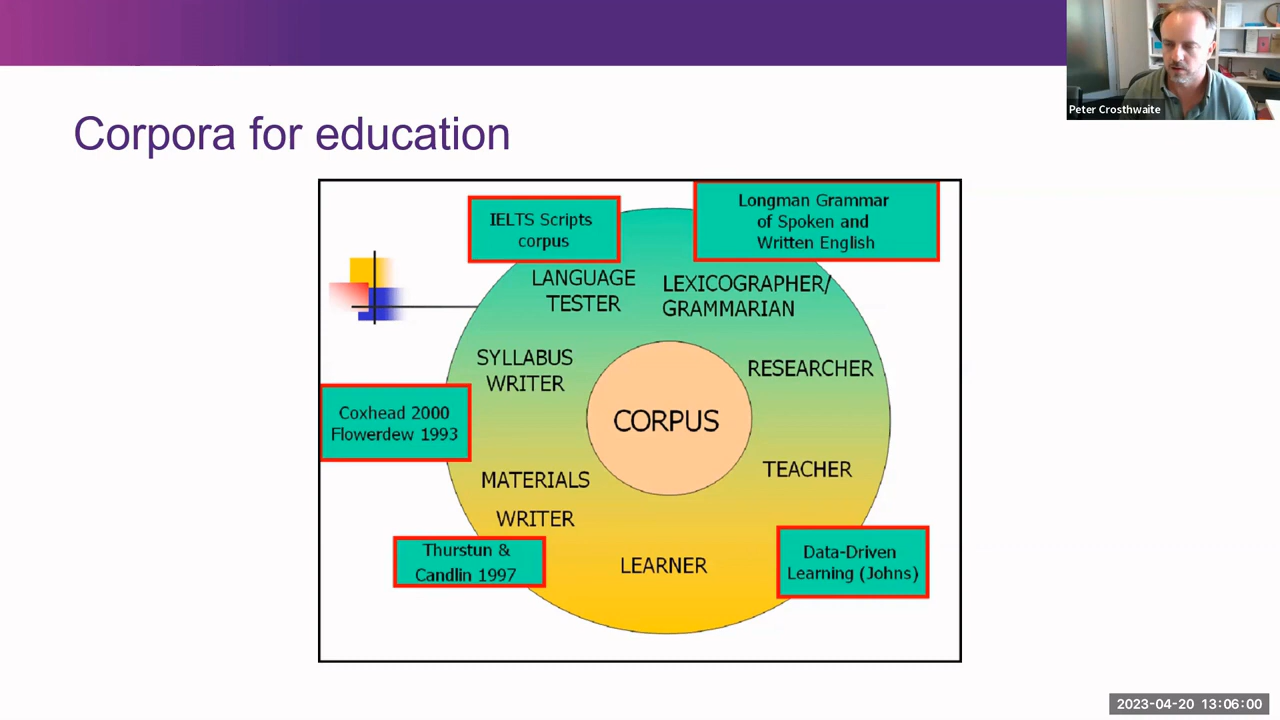 Peter Crosthwaite
Corpora for education
IELTS Scripts
corpus
Longman Grammar
of Spoken and
Written English
LANGUAGE
TESTER
LEXICOGRAPHER/
GRAMMARIAN
SYLLABUS
WRITER
RESEARCHER
Coxhead 2000
Flowerdew 1993
CORPUS
MATERIALS
WRITER
TEACHER
Thurstun &
Candlin 1997
LEARNER
Data-Driven
Learning (Johns)
2023-04-20 13:06:00